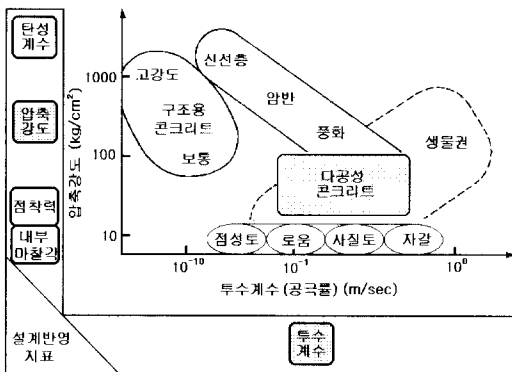 탄성
계수
압축
강도
점착력
내부
마찰각
설계반영
지표
압축강도 (kg/cm²)
1000
100
10
고강도
구조용
콘크리트
보통
신선층
암반
풍화
생물권
다공성
콘크리트
점성토
로움
사질토
자갈
10⁻¹⁰
10⁻¹
10⁰
투수계수 (공극률) (m/sec)
투수
계수